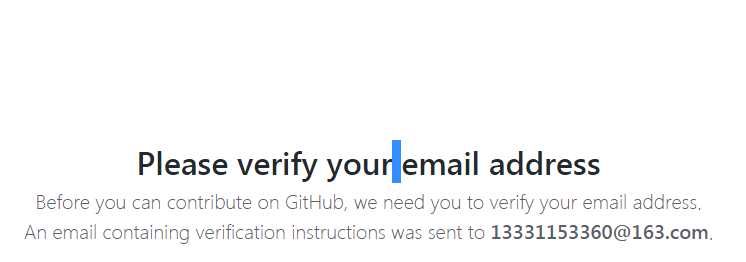 Please verify your email address
Before you can contribute on GitHub, we need you to verify your email address.
An email containing verification instructions was sent to 13331153360@163.com.